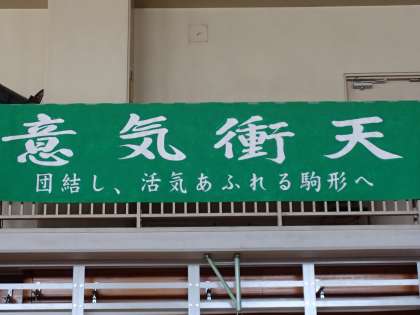 意気衝天
団結し、活気あふれる駒形へ